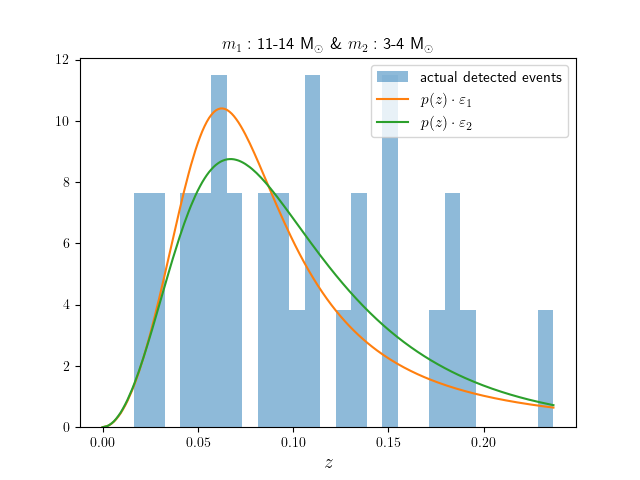 m₁ : 11-14 M⊙ & m₂ : 3-4 M⊙
actual detected events
p(z) · ε₁
p(z) · ε₂
12
10
8
6
4
2
0
0.00 0.05 0.10 0.15 0.20
z